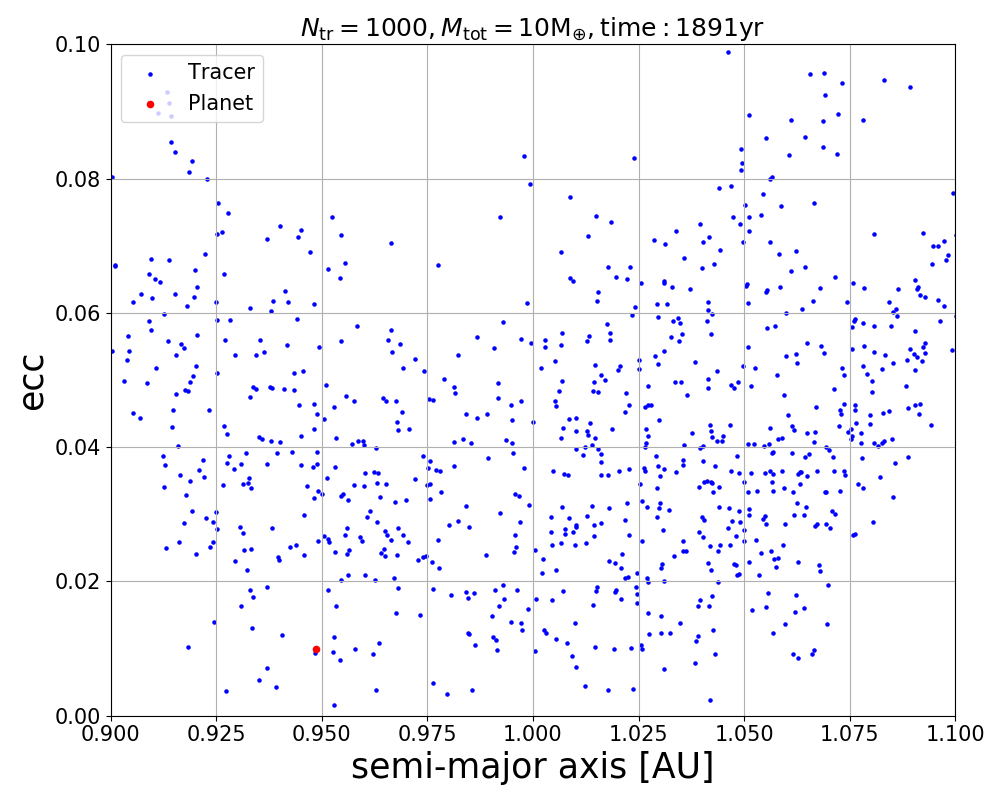 N_tr = 1000, M_tot = 10M_⊕, time : 1891yr
Tracer
Planet
ecc
0.10
0.08
0.06
0.04
0.02
0.00
0.900 0.925 0.950 0.975 1.000 1.025 1.050 1.075 1.100
semi-major axis [AU]